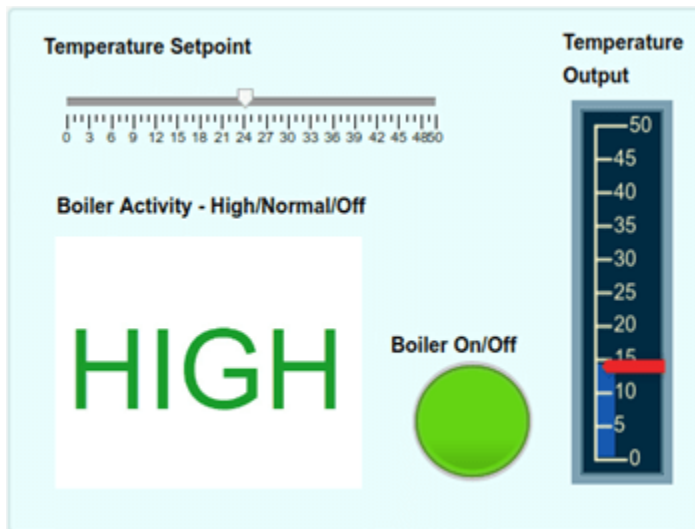 Temperature Setpoint
0 3 6 9 12 15 18 21 24 27 30 33 36 39 42 45 48 50
Boiler Activity - High/Normal/Off
HIGH
Boiler On/Off
Temperature
Output
50
45
40
35
30
25
20
15
10
5
0